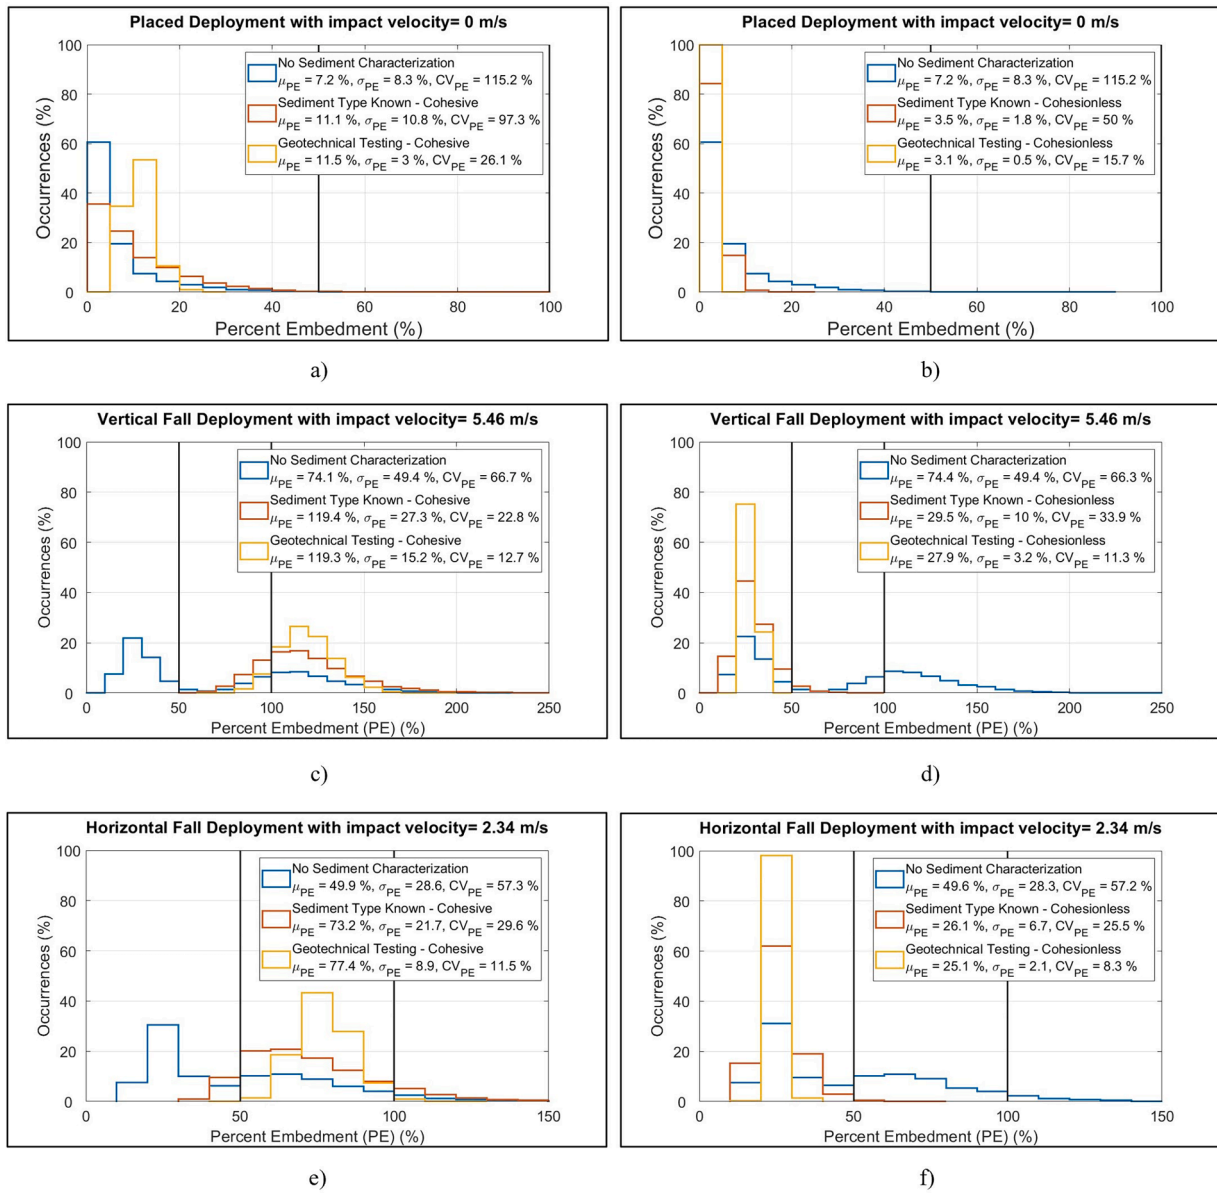 Placed Deployment with impact velocity= 0 m/s
Occurrences (%)
100
80
60
40
20
0
No Sediment Characterization
μPE = 7.2 %, σPE = 8.3 %, CVPE = 115.2 %
Sediment Type Known - Cohesive
μPE = 11.1 %, σPE = 10.8 %, CVPE = 97.3 %
Geotechnical Testing - Cohesive
μPE = 11.5 %, σPE = 3 %, CVPE = 26.1 %
0 20 40 60 80 100
Percent Embedment (%)
a)
Placed Deployment with impact velocity= 0 m/s
Occurrences (%)
100
80
60
40
20
0
No Sediment Characterization
μPE = 7.2 %, σPE = 8.3 %, CVPE = 115.2 %
Sediment Type Known - Cohesionless
μPE = 3.5 %, σPE = 1.8 %, CVPE = 50 %
Geotechnical Testing - Cohesionless
μPE = 3.1 %, σPE = 0.5 %, CVPE = 15.7 %
0 20 40 60 80 100
Percent Embedment (%)
b)
Vertical Fall Deployment with impact velocity= 5.46 m/s
Occurrences (%)
100
80
60
40
20
0
No Sediment Characterization
μPE = 74.1 %, σPE = 49.4 %, CVPE = 66.7 %
Sediment Type Known - Cohesive
μPE = 119.4 %, σPE = 27.3 %, CVPE = 22.8 %
Geotechnical Testing - Cohesive
μPE = 119.3 %, σPE = 15.2 %, CVPE = 12.7 %
0 50 100 150 200 250
Percent Embedment (PE) (%)
c)
Vertical Fall Deployment with impact velocity= 5.46 m/s
Occurrences (%)
100
80
60
40
20
0
No Sediment Characterization
μPE = 74.4 %, σPE = 49.4 %, CVPE = 66.3 %
Sediment Type Known - Cohesionless
μPE = 29.5 %, σPE = 10 %, CVPE = 33.9 %
Geotechnical Testing - Cohesionless
μPE = 27.9 %, σPE = 3.2 %, CVPE = 11.3 %
0 50 100 150 200 250
Percent Embedment (PE) (%)
d)
Horizontal Fall Deployment with impact velocity= 2.34 m/s
Occurrences (%)
100
80
60
40
20
0
No Sediment Characterization
μPE = 49.9 %, σPE = 28.6, CVPE = 57.3 %
Sediment Type Known - Cohesive
μPE = 73.2 %, σPE = 21.7, CVPE = 29.6 %
Geotechnical Testing - Cohesive
μPE = 77.4 %, σPE = 8.9, CVPE = 11.5 %
0 50 100 150
Percent Embedment (PE) (%)
e)
Horizontal Fall Deployment with impact velocity= 2.34 m/s
Occurrences (%)
100
80
60
40
20
0
No Sediment Characterization
μPE = 49.6 %, σPE = 28.3, CVPE = 57.2 %
Sediment Type Known - Cohesionless
μPE = 26.1 %, σPE = 6.7, CVPE = 25.5 %
Geotechnical Testing - Cohesionless
μPE = 25.1 %, σPE = 2.1, CVPE = 8.3 %
0 50 100 150
Percent Embedment (PE) (%)
f)